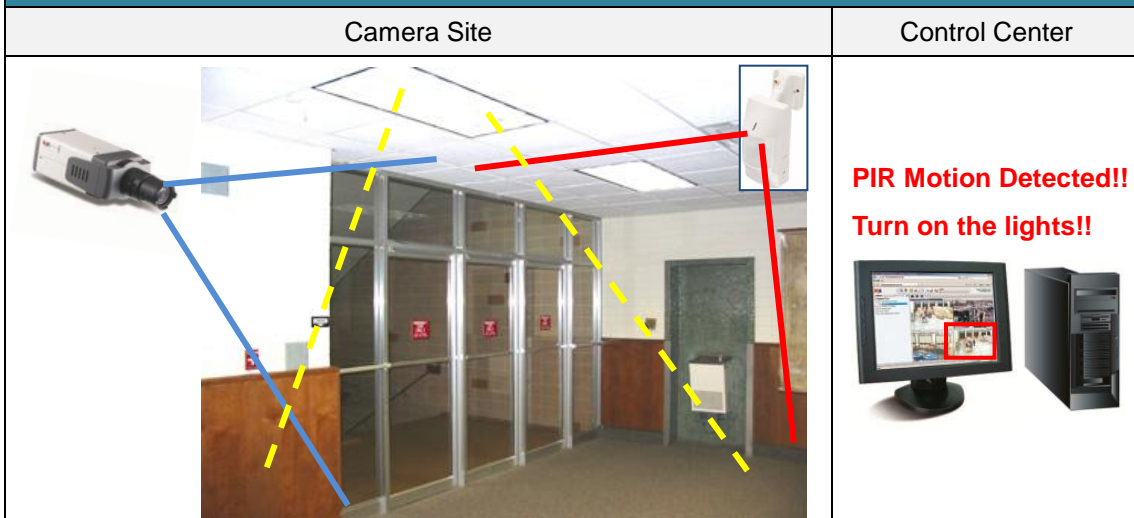 Camera Site
Control Center
PIR Motion Detected!!
Turn on the lights!!